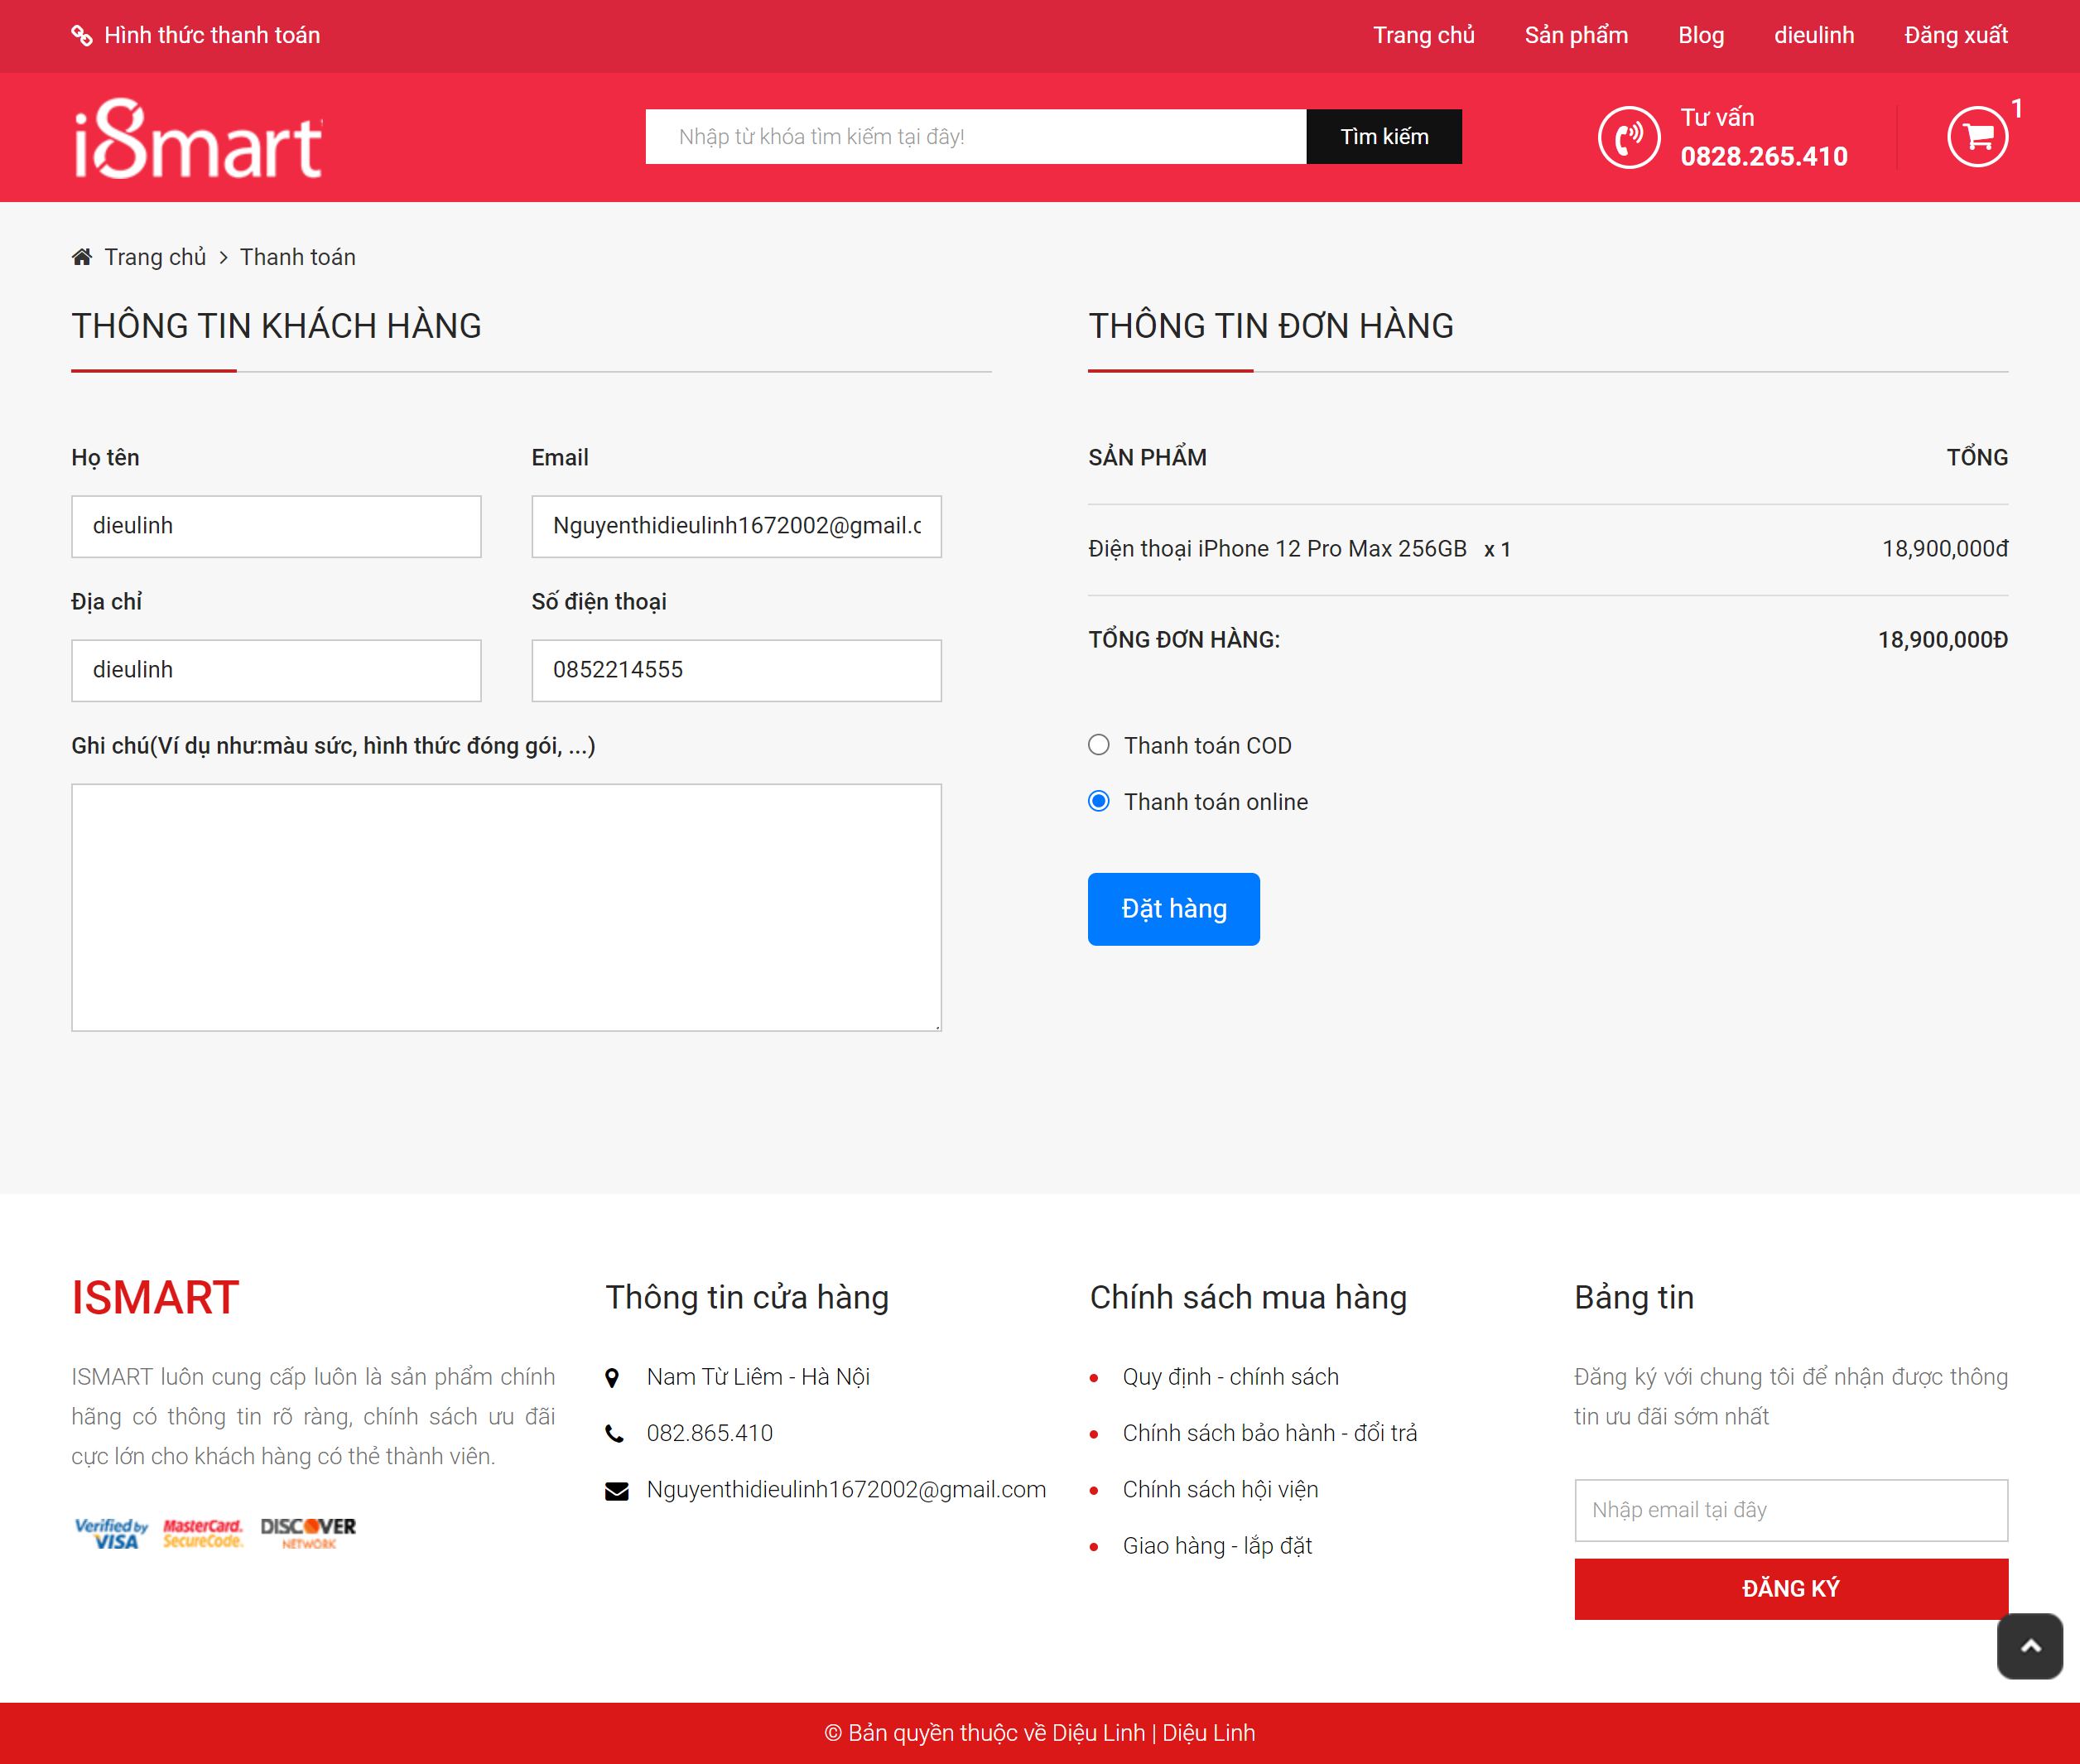 Hình thức thanh toán
Trang chủ Sản phẩm Blog dieulinh Đăng xuất
ismart
Nhập từ khóa tìm kiếm tại đây!
Tìm kiếm
Tư vấn
0828.265.410
1
Trang chủ > Thanh toán
THÔNG TIN KHÁCH HÀNG
Họ tên
Email
dieulinh
Nguyenthidieulinh1672002@gmail.c
Địa chỉ
Số điện thoại
dieulinh
0852214555
Ghi chú(Ví dụ như:màu sức, hình thức đóng gói, ...)
THÔNG TIN ĐƠN HÀNG
SẢN PHẨM TỔNG
Điện thoại iPhone 12 Pro Max 256GB x 1 18,900,000đ
TỔNG ĐƠN HÀNG: 18,900,000Đ
Thanh toán COD
Thanh toán online
Đặt hàng
ISMART
ISMART luôn cung cấp luôn là sản phẩm chính
hãng có thông tin rõ ràng, chính sách ưu đãi
cực lớn cho khách hàng có thẻ thành viên.
Verified by VISA
MasterCard. SecureCode.
DISCOVER NETWORK
Thông tin cửa hàng
Nam Từ Liêm - Hà Nội
082.865.410
Nguyenthidieulinh1672002@gmail.com
Chính sách mua hàng
Quy định - chính sách
Chính sách bảo hành - đổi trả
Chính sách hội viện
Giao hàng - lắp đặt
Bảng tin
Đăng ký với chung tôi để nhận được thông
tin ưu đãi sớm nhất
Nhập email tại đây
ĐĂNG KÝ
© Bản quyền thuộc về Diệu Linh | Diệu Linh